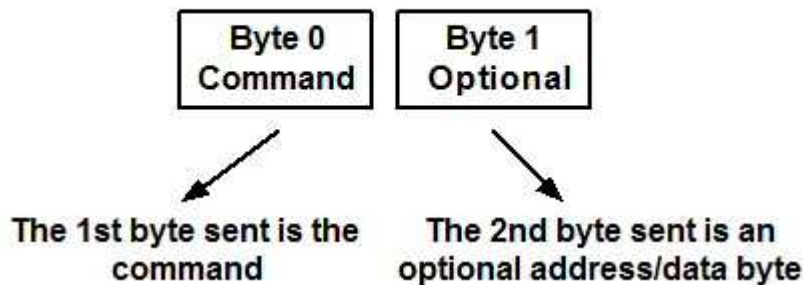 Byte 0
Command
Byte 1
Optional
The 1st byte sent is the
command
The 2nd byte sent is an
optional address/data byte